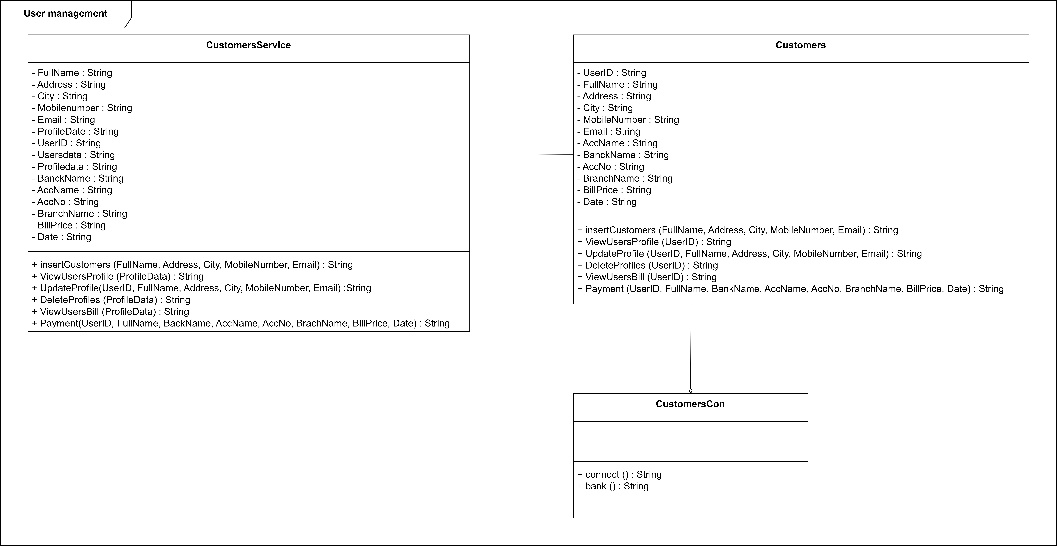 User management
CustomersService
- FullName : String
- Address : String
- City : String
- Mobilenumber : String
- Email : String
- ProfileDate : String
- UserID : String
- Usersdata : String
- Profiledata : String
- BanckName : String
- AccName : String
- AccNo : String
- BranchName : String
BillPrice : String
- Date : String
+ insertCustomers (FullName, Address, City, MobileNumber, Email) : String
+ ViewUsersProfile (ProfileData) : String
+ UpdateProfile(UserID, FullName, Address, City, MobileNumber, Email) :String
+ DeleteProfiles (ProfileData) : String
+ ViewUsersBill (ProfileData) : String
+ Payment(UserID, FullName, BackName, AccName, AccNo, BrachName, BillPrice, Date) : String
Customers
- UserID : String
- FullName : String
- Address : String
- City : String
- MobileNumber : String
- Email : String
- AccName : String
- BanckName : String
- AccNo : String
BranchName : String
- BillPrice : String
- Date : String
+ insertCustomers (FullName, Address, City, MobileNumber, Email) : String
+ ViewUsersProfile (UserID) : String
+ UpdateProfile (UserID, FullName, Address, City, MobileNumber, Email) : String
+ DeleteProfiles (UserID) : String
+ ViewUsersBill (UserID) : String
+ Payment (UserID, FullName, BankName, AccName, AccNo, BranchName, BillPrice, Date) : String
CustomersCon
+ connect () : String
bank () : String